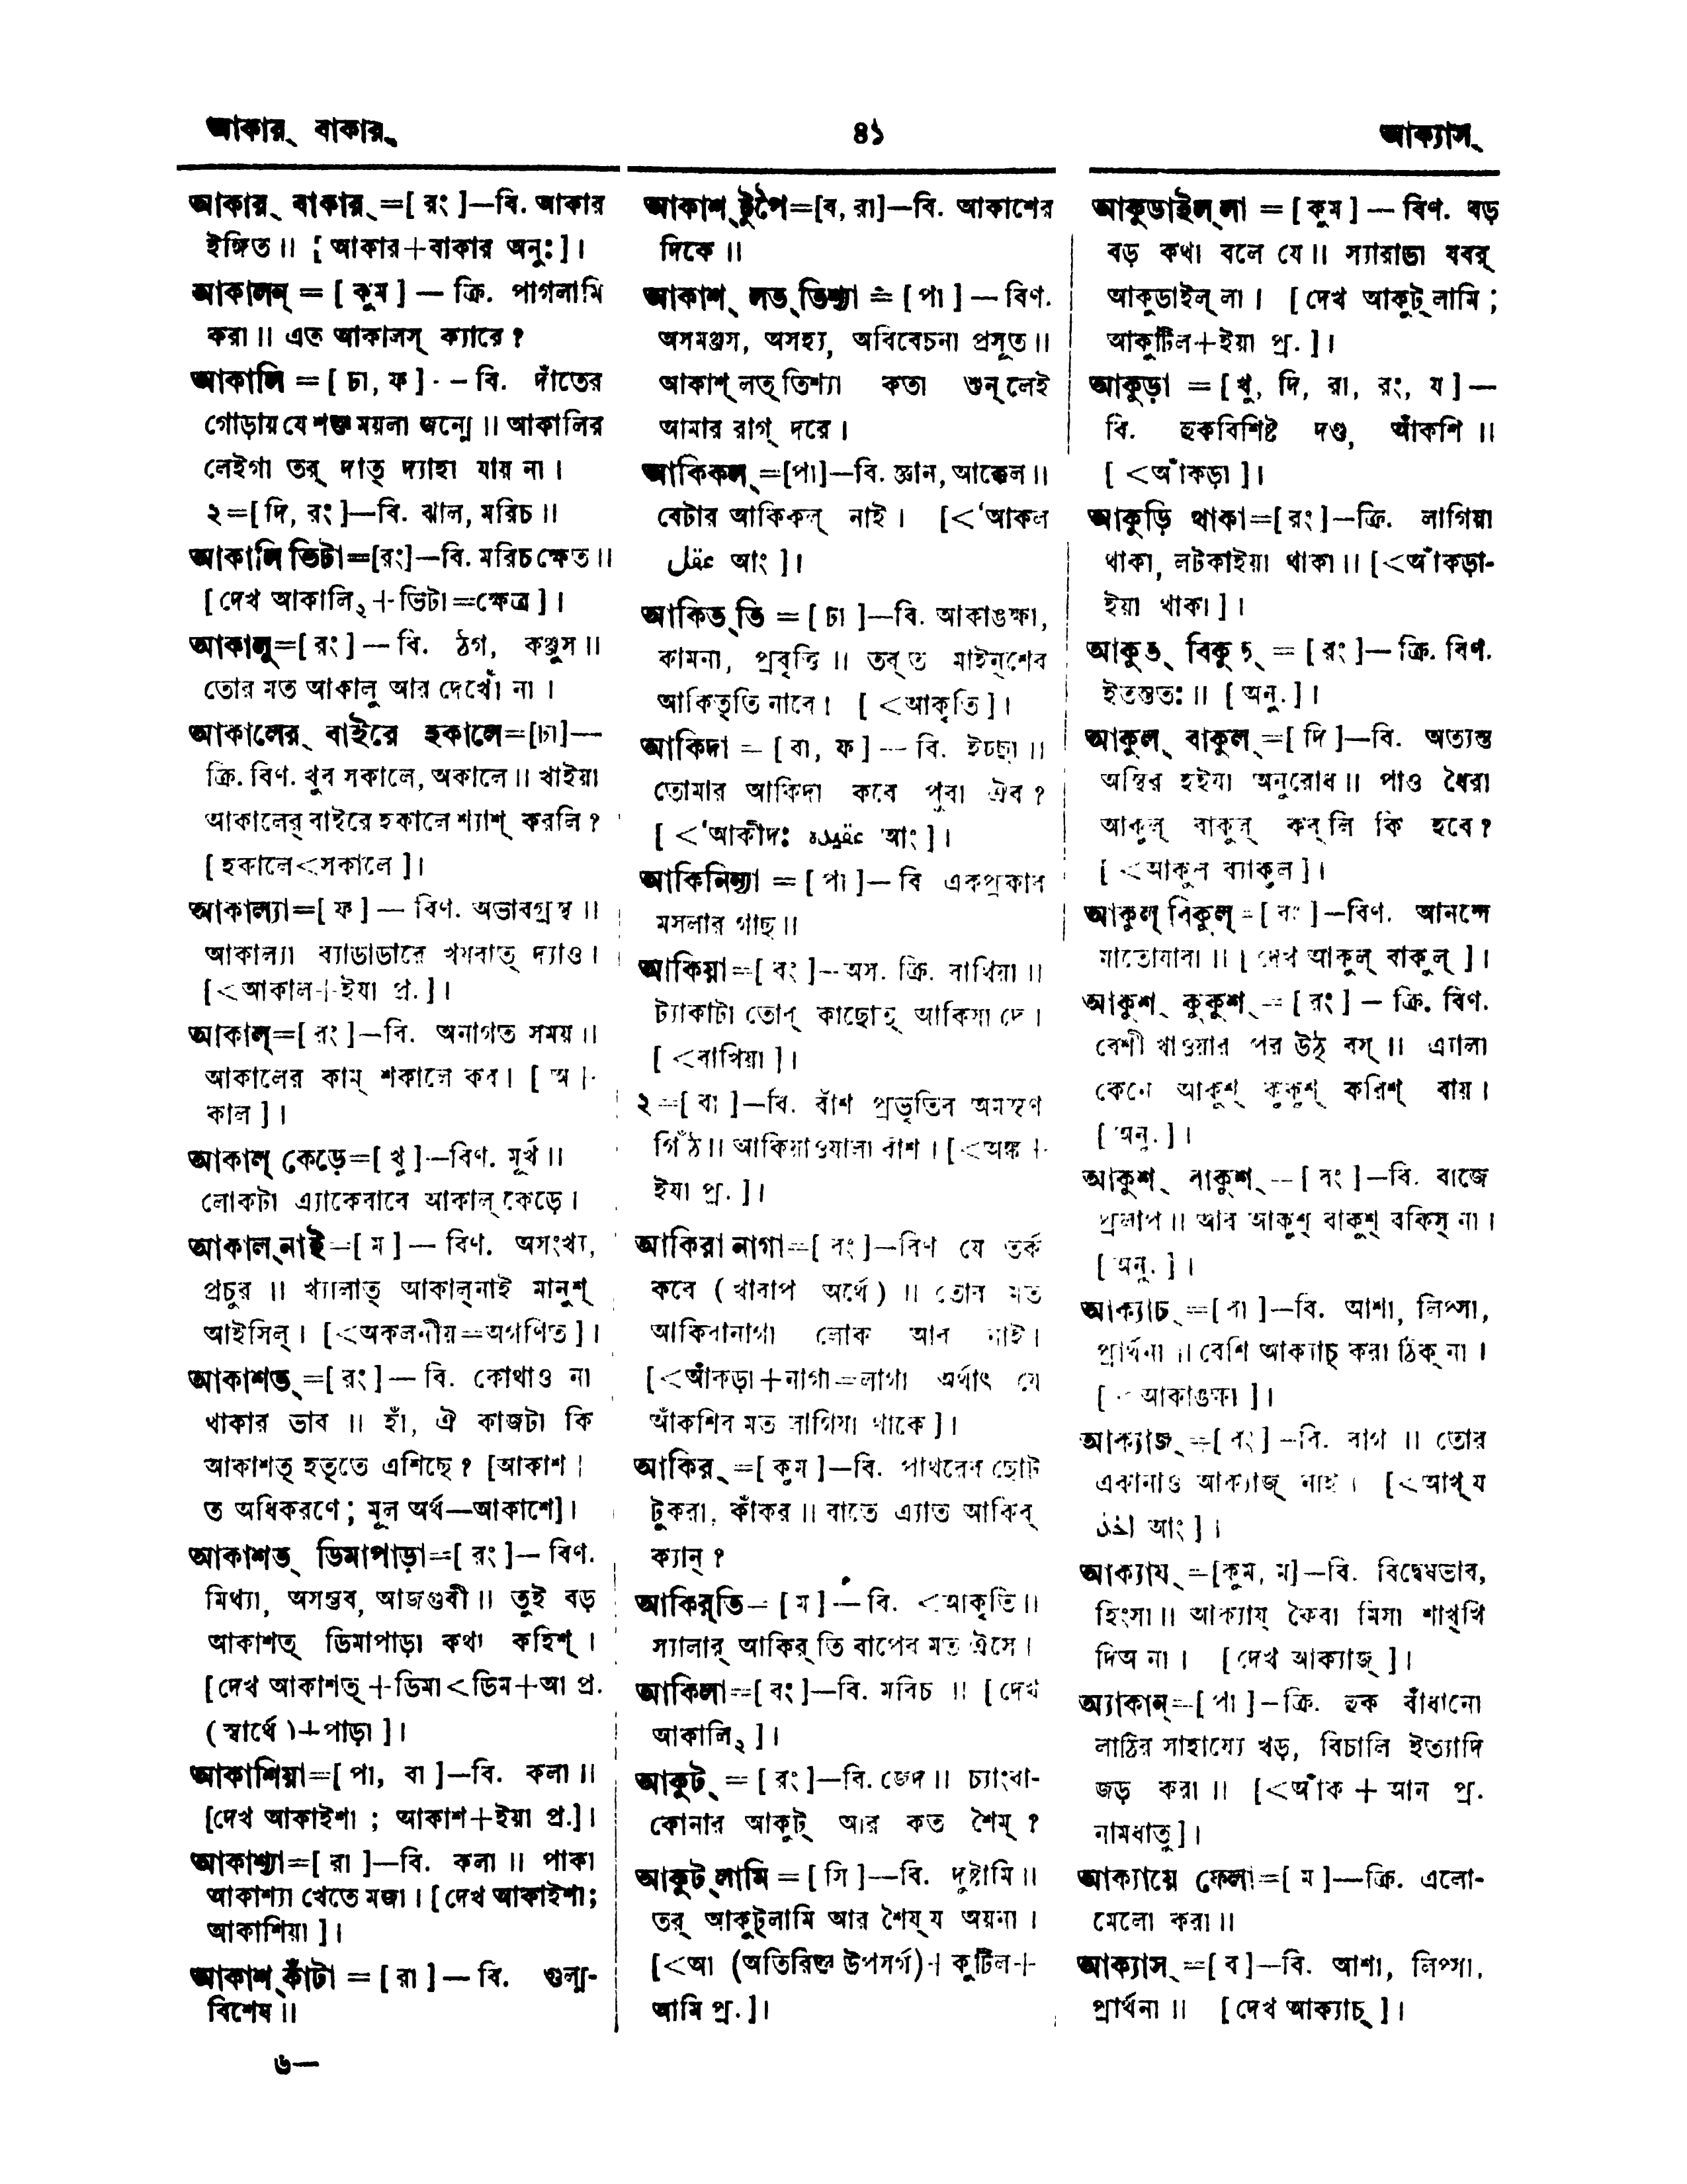 আকার্ বাকার্
৪১
আক্যাস্
আকার্ বাকার্=[ রং ]—বি. আকার
ইঙ্গিত॥ [ আকার+বাকার অনু: ]।
আকালন্ = [ কুম ] — ক্রি. পাগলামি
করা॥ এত আকালস্ ক্যারে?
আকালি = [ ঢা, ফ ] — বি. দাঁতের
গোড়ায় যে শক্ত ময়লা জন্মে॥ আকালির
লেইগা তর্ দাত্ দ্যাহা যায় না।
২=[ দি, রং ]—বি. ঝাল, মরিচ॥
আকালি ভিটা=[রং]—বি. মরিচ ক্ষেত॥
[ দেখ আকালি২+ভিটা=ক্ষেত্র ]।
আকালু=[ রং ] — বি. ঠগ, কঞ্জুস॥
তোর মত আকালু আর দেখোঁ না।
আকালের্ বাইরে হকালে=[ঢা]—
ক্রি. বিণ. খুব সকালে, অকালে॥ খাইয়া
আকালের্ বাইরে হকালে শ্যাশ্ করলি?
[ হকালে<সকালে ]।
আকাল্যা=[ ফ ] — বিণ. অভাবগ্রস্থ॥
আকাল্যা ব্যাডাডারে খয়রাত্ দ্যাও।
[<আকাল+ইয়া প্র. ]।
আকাল্=[ রং ]—বি. অনাগত সময়॥
আকালের কাম্ শকালে কর। [ অ+
কাল ]।
আকাল্ কেড়ে=[ খু ]—বিণ. মূর্খ॥
লোকটা এ্যাকেবারে আকাল্ কেড়ে।
আকাল্‌নাই=[ ম ] — বিণ. অসংখ্য,
প্রচুর॥ খ্যালাত্ আকাল্‌নাই মানুশ্
আইসিল্। [<অকলনীয়=অগণিত ]।
আকাশত্=[ রং ] — বি. কোথাও না
থাকার ভাব॥ হাঁ, ঐ কাজটা কি
আকাশত্ হত্‌তে এশিছে? [আকাশ+
ত অধিকরণে; মূল অর্থ—আকাশে]।
আকাশত্ ডিমাপাড়া=[ রং ]— বিণ.
মিথ্যা, অসম্ভব, আজগুবী॥ তুই বড়
আকাশত্ ডিমাপাড়া কথা কহিশ্।
[দেখ আকাশত্+ডিমা<ডিম+আ প্র.
( স্বার্থে )+পাড়া ]।
আকাশিয়া=[ পা, বা ]—বি. কলা॥
[দেখ আকাইশা; আকাশ+ইয়া প্র.]।
আকাশ্যা=[ রা ]—বি. কলা॥ পাকা
আকাশ্যা খেতে মজা। [ দেখ আকাইশা;
আকাশিয়া ]।
আকাশ্ কাঁটা = [ রা ] — বি. গুল্ম-
বিশেষ॥
৬—
আকাশ্ টুপৈ=[ব, রা]—বি. আকাশের
দিকে॥
আকাশ্ লত্‌তিশ্যা = [ পা ] — বিণ.
অসমঞ্জস, অসহ্য, অবিবেচনা প্রসূত॥
আকাশ্ লত্ তিশ্যা কতা শুন্‌লেই
আমার রাগ্ দরে।
আকিকল্=[পা]—বি. জ্ঞান, আক্কেল॥
বেটার আকিকল্ নাই। [<'আকল
عقل আং ]।
আকিত্‌তি = [ ঢা ]—বি. আকাঙক্ষা,
কামনা, প্রবৃত্তি॥ তব্ ত মাইন্‌শের
আকিত্‌তি নাবে। [ <আকৃতি ]।
আকিদা = [ বা, ফ ] — বি. ইচ্ছা॥
তোমার আকিদা কবে পুবা ঐব?
[ <'আকীদঃ عقيده আং ]।
আকিনিশ্যা = [ পা ]— বি একপ্রকার
মসলার গাছ॥
আকিয়া=[ রং ]—অস. ক্রি. রাখিয়া॥
ট্যাকাটা তোর্ কাছোত্ আকিয়া দে।
[ <রাখিয়া ]।
২=[ বা ]—বি. বাঁশ প্রভৃতির অমসৃণ
গিঁঠ॥ আকিয়াওয়ালা বাঁশ। [<অঙ্ক+
ইয়া প্র. ]।
আকিরা নাগা=[ রং ]—বিণ যে তর্ক
করে ( খারাপ অর্থে )॥ তোর মত
আকিরানাগা লোক আর নাই।
[<আঁকড়া+নাগা=লাগা অর্থাৎ যে
আঁকশির মত লাগিয়া থাকে ]।
আকির্=[ কুম ]—বি. পাথরের ছোট
টুকরা, কাঁকর॥ বাতে এ্যাত আকির্
ক্যান্?
আকির্‌তি=[ ম ] — বি. <আকৃতি॥
স্যালার্ আকির্‌তি বাপের মত ঐসে।
আকিলা=[ রং ]—বি. মরিচ॥ [ দেখ
আকালি২ ]।
আকুট্ = [ রং ]—বি. জেদ॥ চ্যাংরা-
কোনার আকুট্ আর কত শৈম্?
আকুট্‌লামি = [ সি ]—বি. দুষ্টামি॥
তর্ আকুট্‌লামি আর শৈয্‌য অয়না।
[<আ (অতিরিক্ত উপসর্গ)+কুটিল+
আমি প্র. ]।
আকুডাইল্‌লা = [ কুম ] — বিণ. বড়
বড় কথা বলে যে॥ স্যারাডা যবর্
আকুডাইল্‌লা। [ দেখ আকুট্‌লামি;
আকুটিল+ইয়া প্র. ]।
আকুড়া = [ খু, দি, রা, রং, য ]—
বি. হুকবিশিষ্ট দণ্ড, আঁকশি॥
[ <আঁকড়া ]।
আকুড়ি থাকা=[ রং ]—ক্রি. লাগিয়া
থাকা, লটকাইয়া থাকা॥ [<আঁকড়া-
ইয়া থাকা ]।
আকুত্ বিকুত্ = [ রং ]— ক্রি. বিণ.
ইতস্ততঃ॥ [ অনু. ]।
আকুল্ বাকুল্=[ দি ]—বি. অত্যন্ত
অস্থির হইয়া অনুরোধ॥ পাও ধৈরা
আকুল্ বাকুল্ কর্‌লি কি হবে?
[ <আকুল ব্যাকুল ]।
আকুল্ বিকুল্=[ রং ]—বিণ. আনন্দে
মাতোয়ারা॥ [ দেখ আকুল্ বাকুল্ ]।
আকুশ্ কুকুশ্ = [ রং ] — ক্রি. বিণ.
বেশী খাওয়ার পর উঠ্ বস্॥ এ্যালা
কেনে আকুশ্ কুকুশ্ করিশ্ বায়।
[ অনু. ]।
আকুশ্ বাকুশ্=[ রং ]—বি. বাজে
প্রলাপ॥ আর আকুশ্ বাকুশ্ বকিস্ না।
[ অনু. ]।
আক্যাচ্=[ বা ]—বি. আশা, লিপ্সা,
প্রার্থনা॥ বেশি আক্যাচ্ করা ঠিক্ না।
[ < আকাঙক্ষা ]।
আক্যাজ্=[ রং ]—বি. রাগ॥ তোর
একানাও আক্যাজ্ নাই। [<আখ্‌য
اخذ আং ]।
আক্যায্=[কুম, ম]—বি. বিদ্বেষভাব,
হিংসা॥ আক্যায্ কৈরা মিসা শাখ্‌খি
দিঅ না। [ দেখ আক্যাজ্ ]।
অ্যাকান্=[ পা ]—ক্রি. হুক বাঁধানো
লাঠির সাহায্যে খড়, বিচালি ইত্যাদি
জড় করা॥ [<আঁক + আন প্র.
নামধাতু ]।
আক্যায়ে ফেলা=[ ম ]—ক্রি. এলো-
মেলো করা॥
আক্যাস্=[ ব ]—বি. আশা, লিপ্সা,
প্রার্থনা॥ [ দেখ আক্যাচ্ ]।